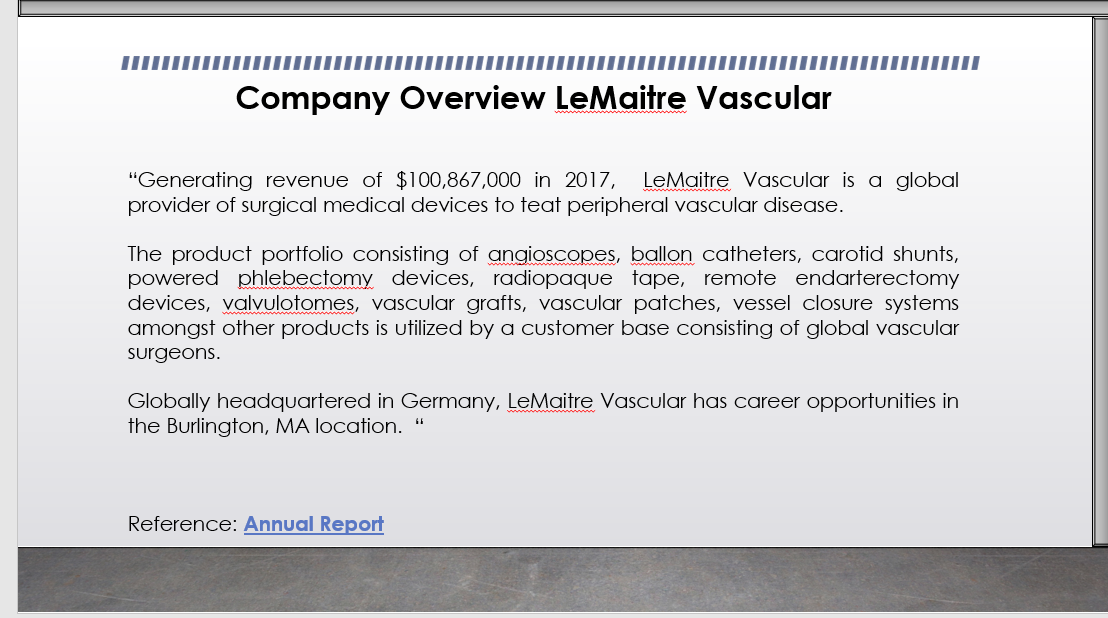 Company Overview LeMaitre Vascular
“Generating revenue of $100,867,000 in 2017,  LeMaitre Vascular is a global
provider of surgical medical devices to teat peripheral vascular disease.
The product portfolio consisting of angioscopes, ballon catheters, carotid shunts,
powered phlebectomy devices, radiopaque tape, remote endarterectomy
devices, valvulotomes, vascular grafts, vascular patches, vessel closure systems
amongst other products is utilized by a customer base consisting of global vascular
surgeons.
Globally headquartered in Germany, LeMaitre Vascular has career opportunities in
the Burlington, MA location.  “
Reference: Annual Report